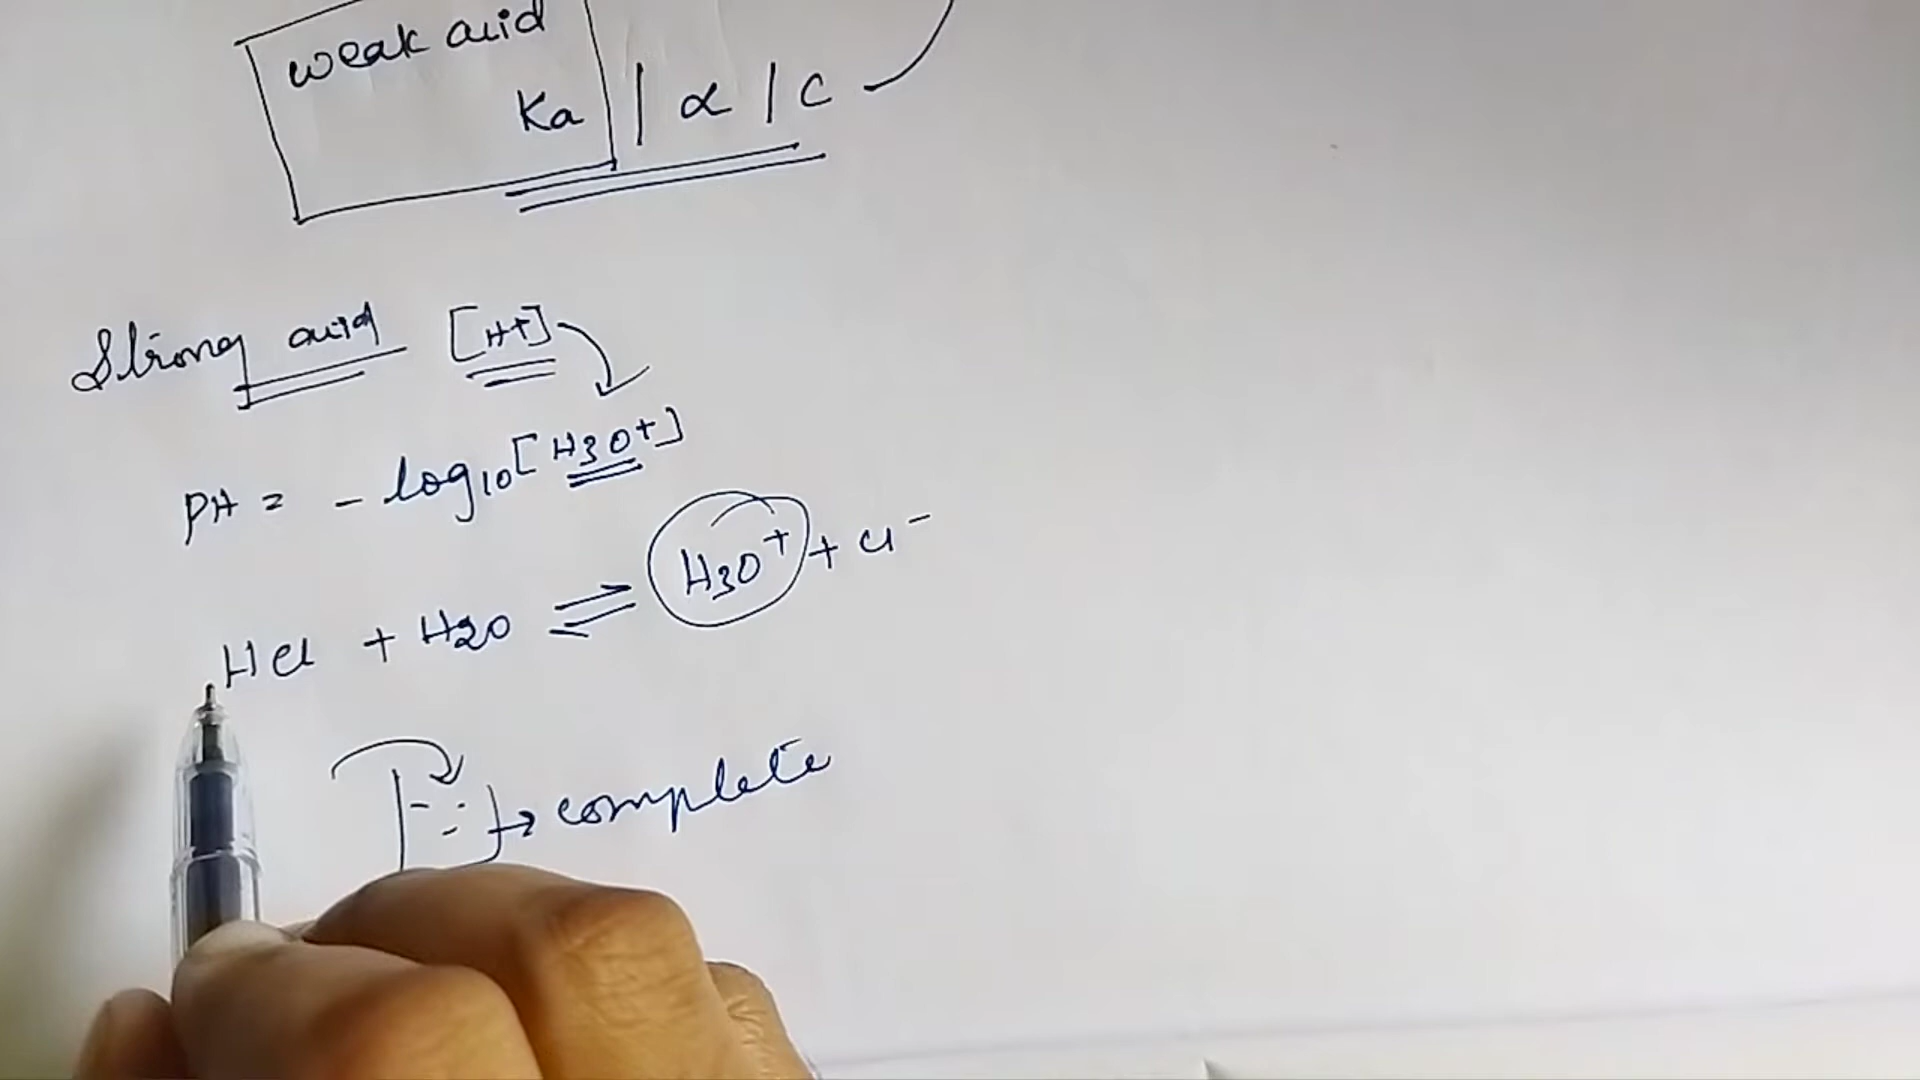 weak acid
Ka | α | C
Strong acid [H+]
PH = - log10 [H3O+]
HCl + H2O ⇌ H3O+ + Cl-
→ complete